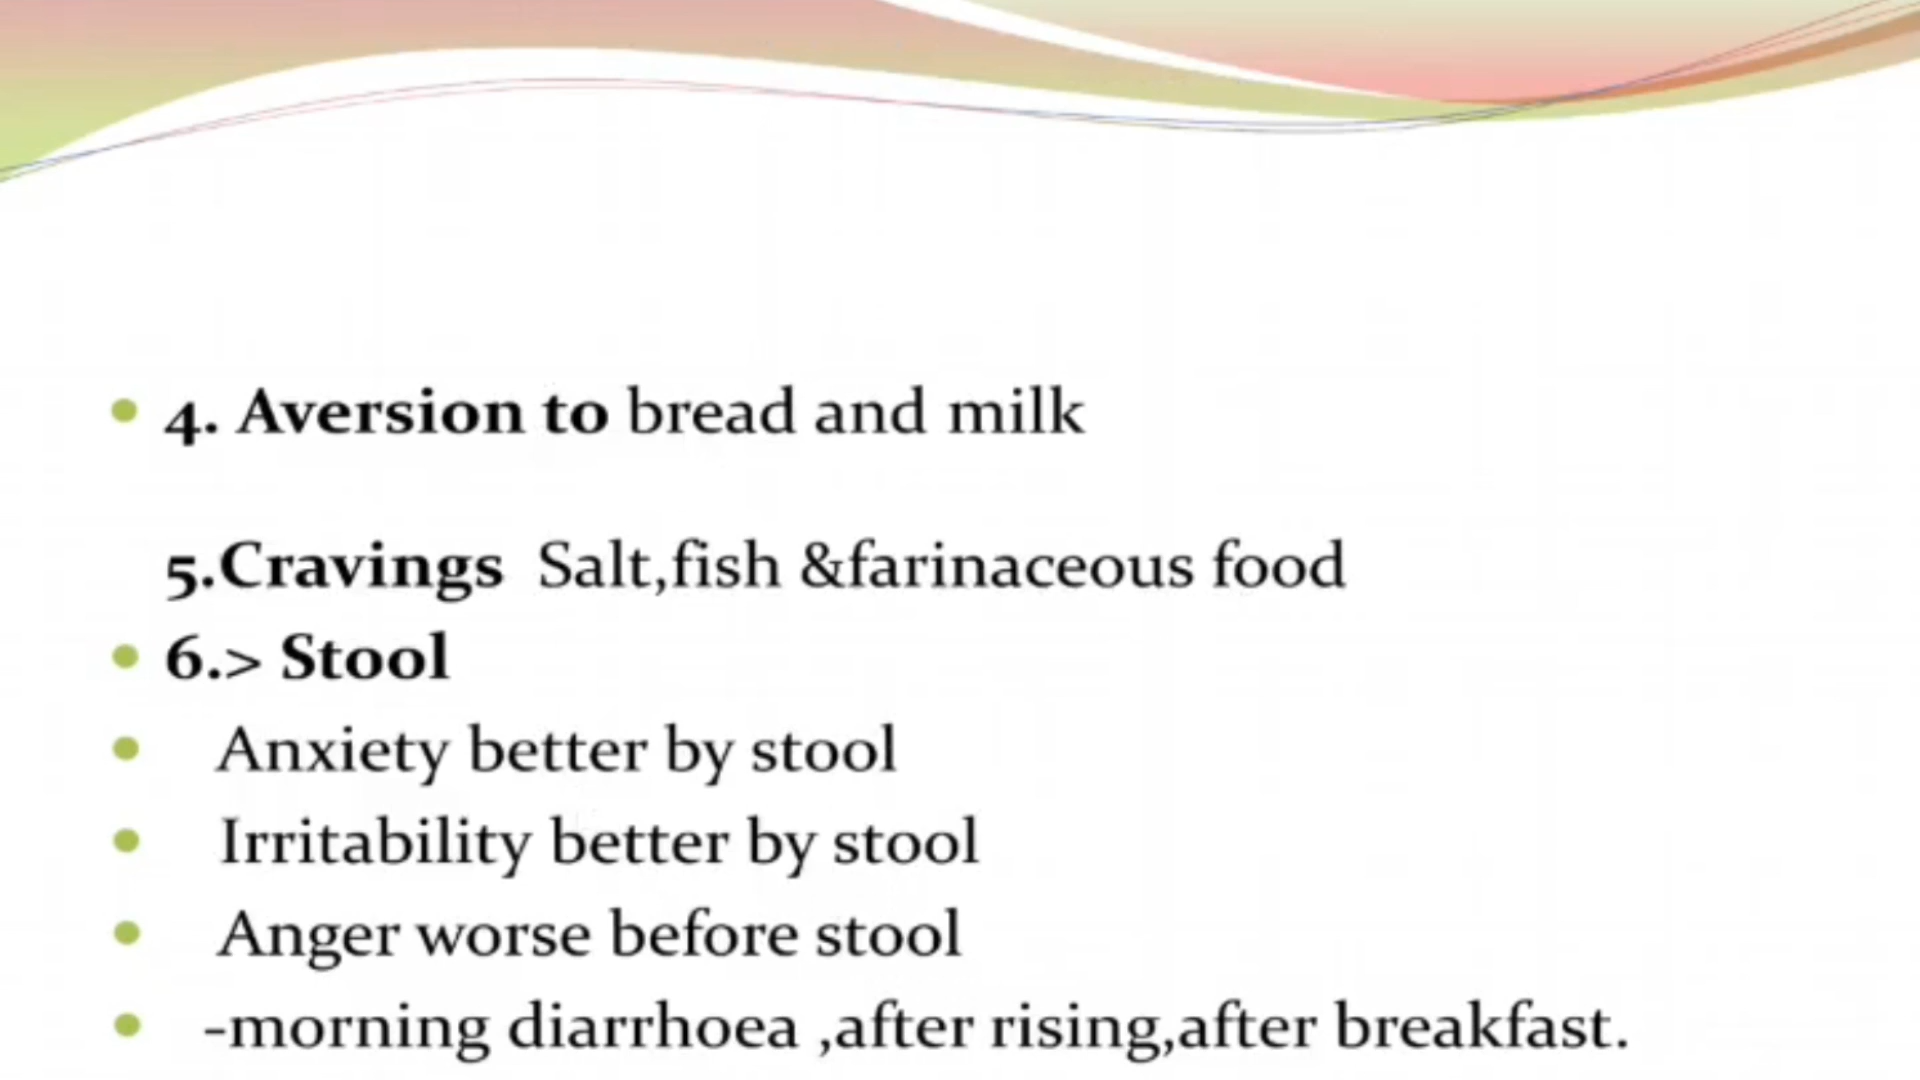 4. Aversion to bread and milk
5.Cravings Salt,fish &farinaceous food
6.> Stool
Anxiety better by stool
Irritability better by stool
Anger worse before stool
-morning diarrhoea ,after rising,after breakfast.